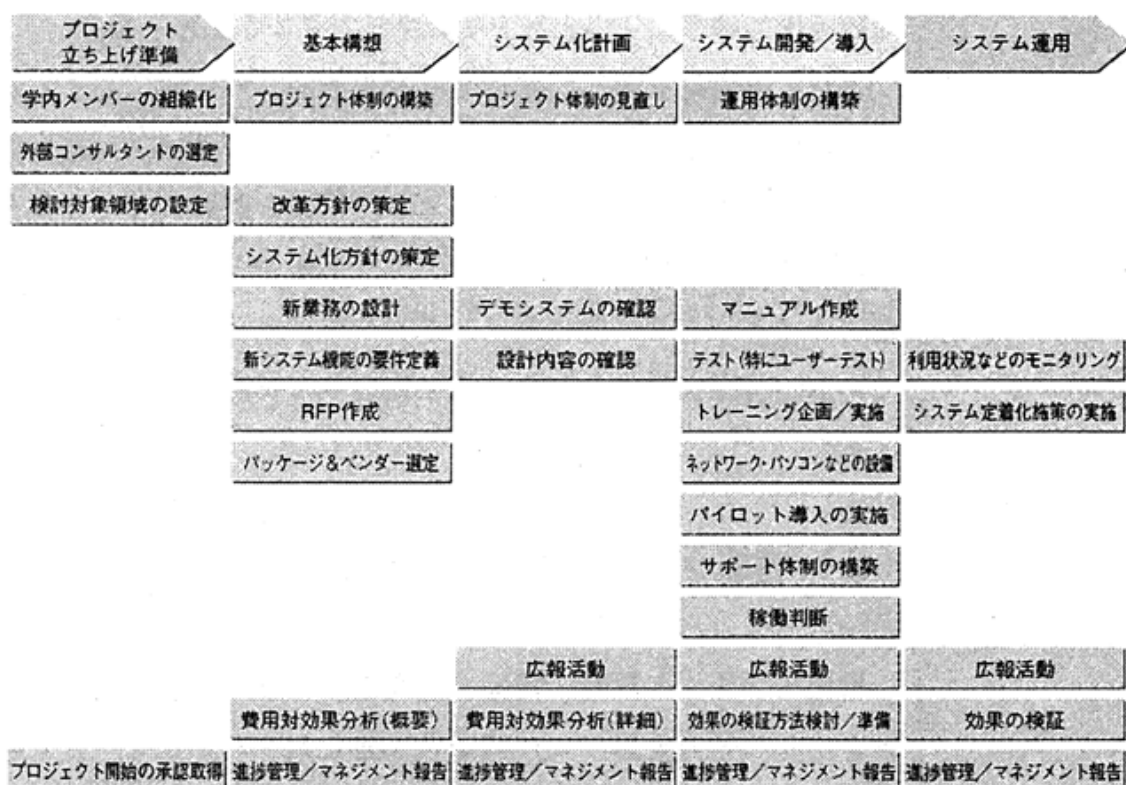 プロジェクト
立ち上げ準備
基本構想
システム化計画
システム開発／導入
システム運用
学内メンバーの組織化
プロジェクト体制の構築
プロジェクト体制の見直し
運用体制の構築
外部コンサルタントの選定
検討対象領域の設定
改革方針の策定
システム化方針の策定
新業務の設計
デモシステムの確認
マニュアル作成
新システム機能の要件定義
設計内容の確認
テスト(特にユーザーテスト)
利用状況などのモニタリング
RFP作成
トレーニング企画／実施
システム定着化施策の実施
パッケージ&ベンダー選定
ネットワーク・パソコンなどの設備
パイロット導入の実施
サポート体制の構築
稼働判断
広報活動
広報活動
広報活動
費用対効果分析(概要)
費用対効果分析(詳細)
効果の検証方法検討／準備
効果の検証
プロジェクト開始の承認取得
進捗管理／マネジメント報告
進捗管理／マネジメント報告
進捗管理／マネジメント報告
進捗管理／マネジメント報告